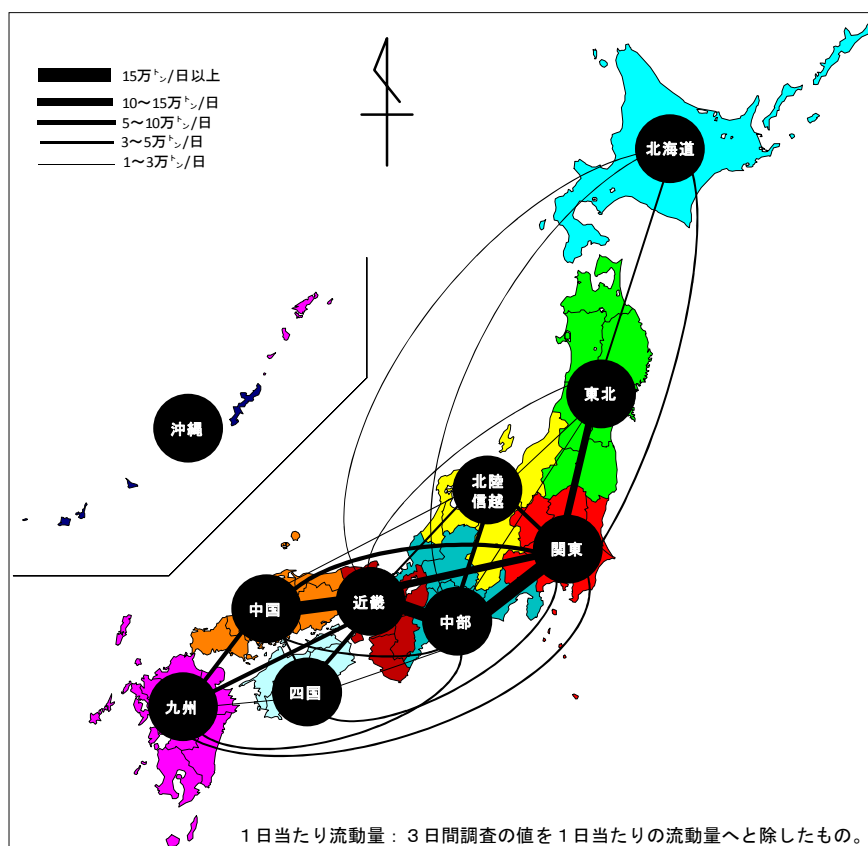 15万㌧/日以上
10～15万㌧/日
5～10万㌧/日
3～5万㌧/日
1～3万㌧/日
北海道
東北
沖縄
北陸
信越
関東
近畿
中国
中部
四国
九州
１日当たり流動量：３日間調査の値を１日当たりの流動量へと除したもの。